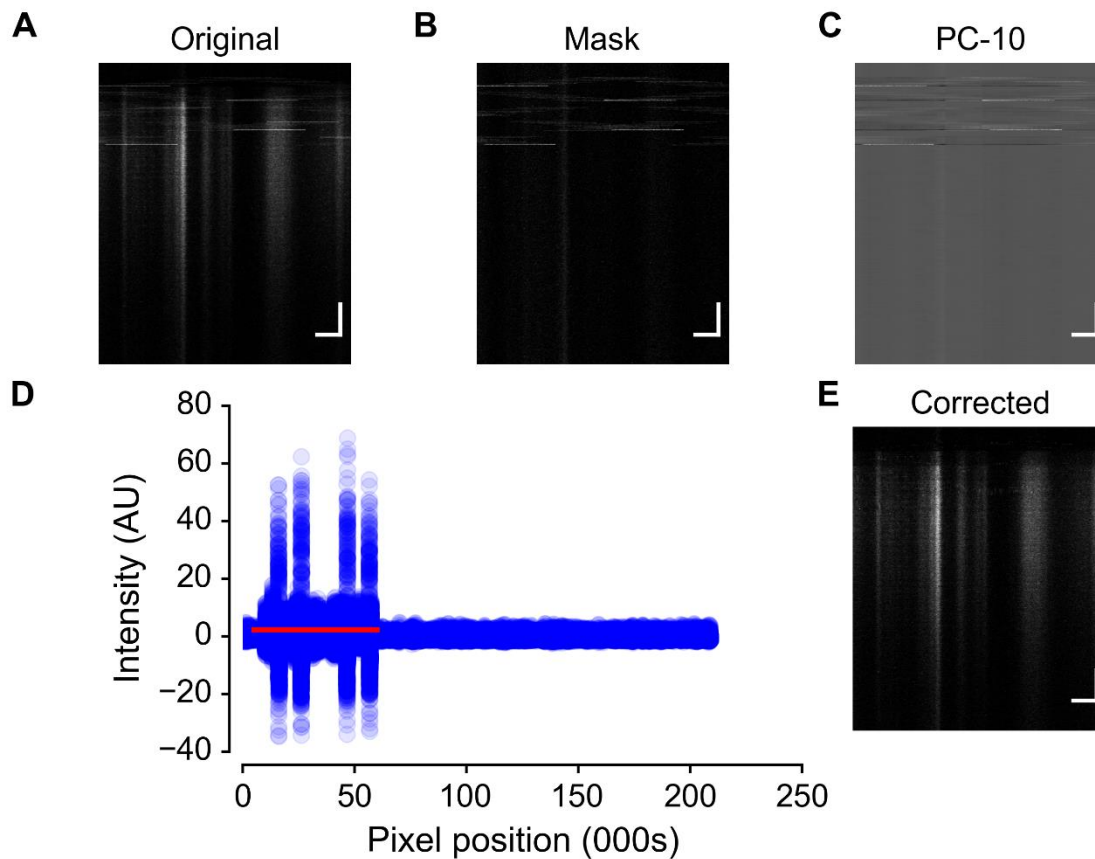 A
Original
B
Mask
C
PC-10
D
80
60
40
20
0
−20
−40
Intensity (AU)
0
50
100
150
200
250
Pixel position (000s)
E
Corrected